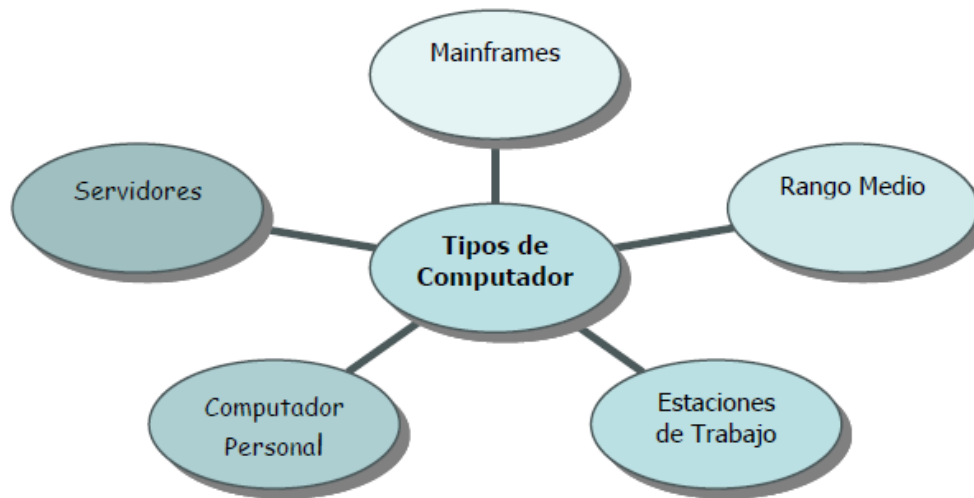 Mainframes
Servidores
Rango Medio
Tipos de
Computador
Computador
Personal
Estaciones
de Trabajo